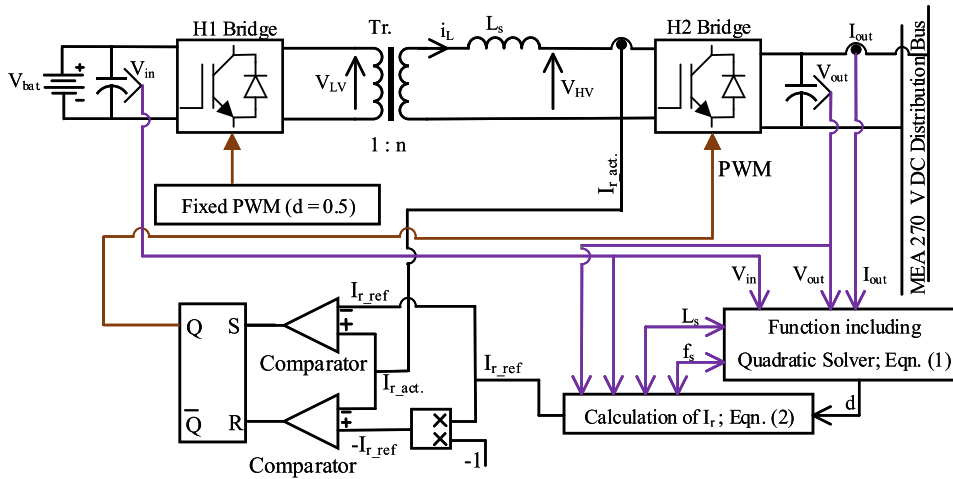 H1 Bridge
Tr.
i_L
L_s
H2 Bridge
I_out
V_bat
V_in
V_LV
V_HV
V_out
1 : n
Fixed PWM (d = 0.5)
I_r_act.
PWM
MEA 270 V DC Distribution Bus
V_in
V_out
I_out
I_r_ref
Q
S
Comparator
L_s
Function including
Quadratic Solver; Eqn. (1)
f_s
I_r_ref
I_r_act.
d
Q̅
R
-I_r_ref
Calculation of I_r ; Eqn. (2)
Comparator
-1